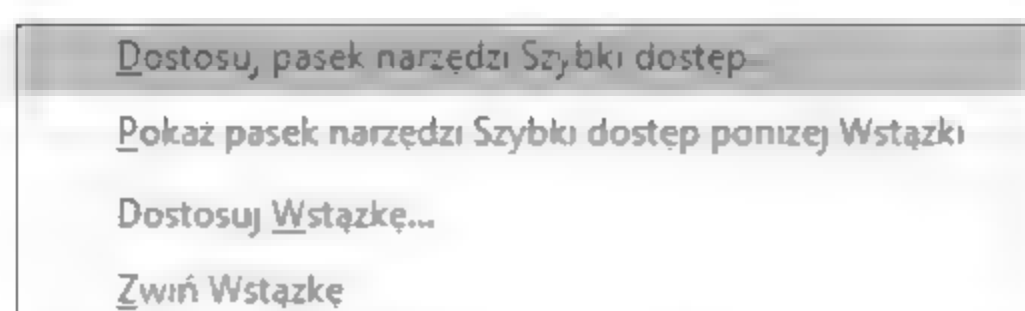 Dostosuj pasek narzędzi Szybki dostęp
Pokaż pasek narzędzi Szybki dostęp poniżej Wstążki
Dostosuj Wstążkę...
Zwiń Wstążkę